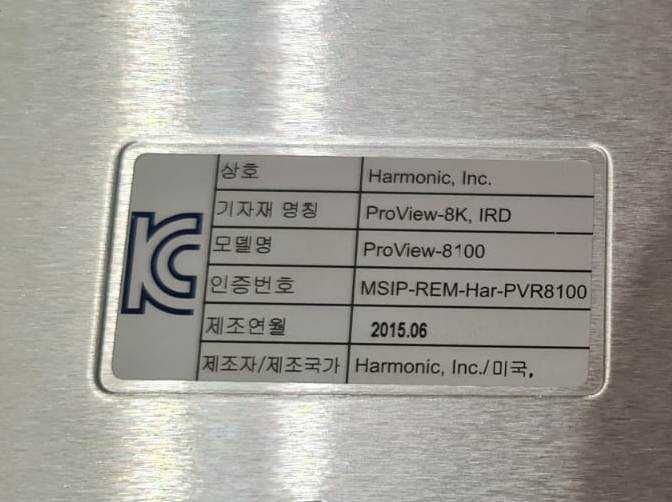 상호 Harmonic, Inc.
기자재 명칭 ProView-8K, IRD
모델명 ProView-8100
인증번호 MSIP-REM-Har-PVR8100
제조연월 2015.06
제조자/제조국가 Harmonic, Inc./미국,
KC